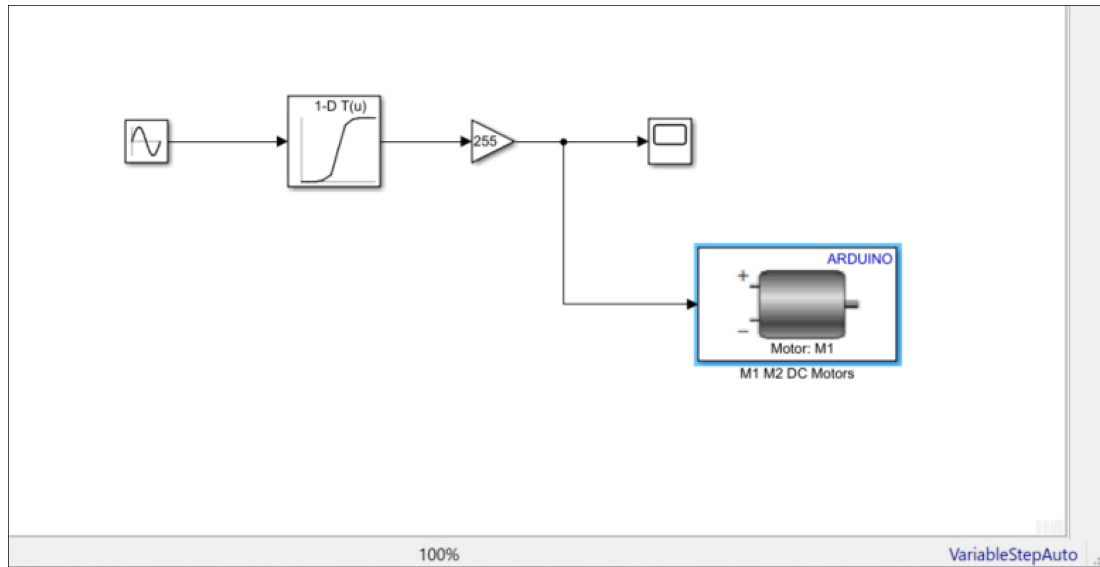 1-D T(u)
255
ARDUINO
+
−
Motor: M1
M1 M2 DC Motors
100%
VariableStepAuto